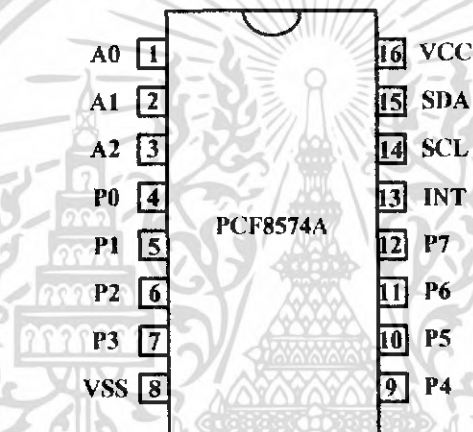 A0 1 16 VCC
A1 2 15 SDA
A2 3 14 SCL
P0 4 13 INT
PCF8574A
P1 5 12 P7
P2 6 11 P6
P3 7 10 P5
VSS 8 9 P4